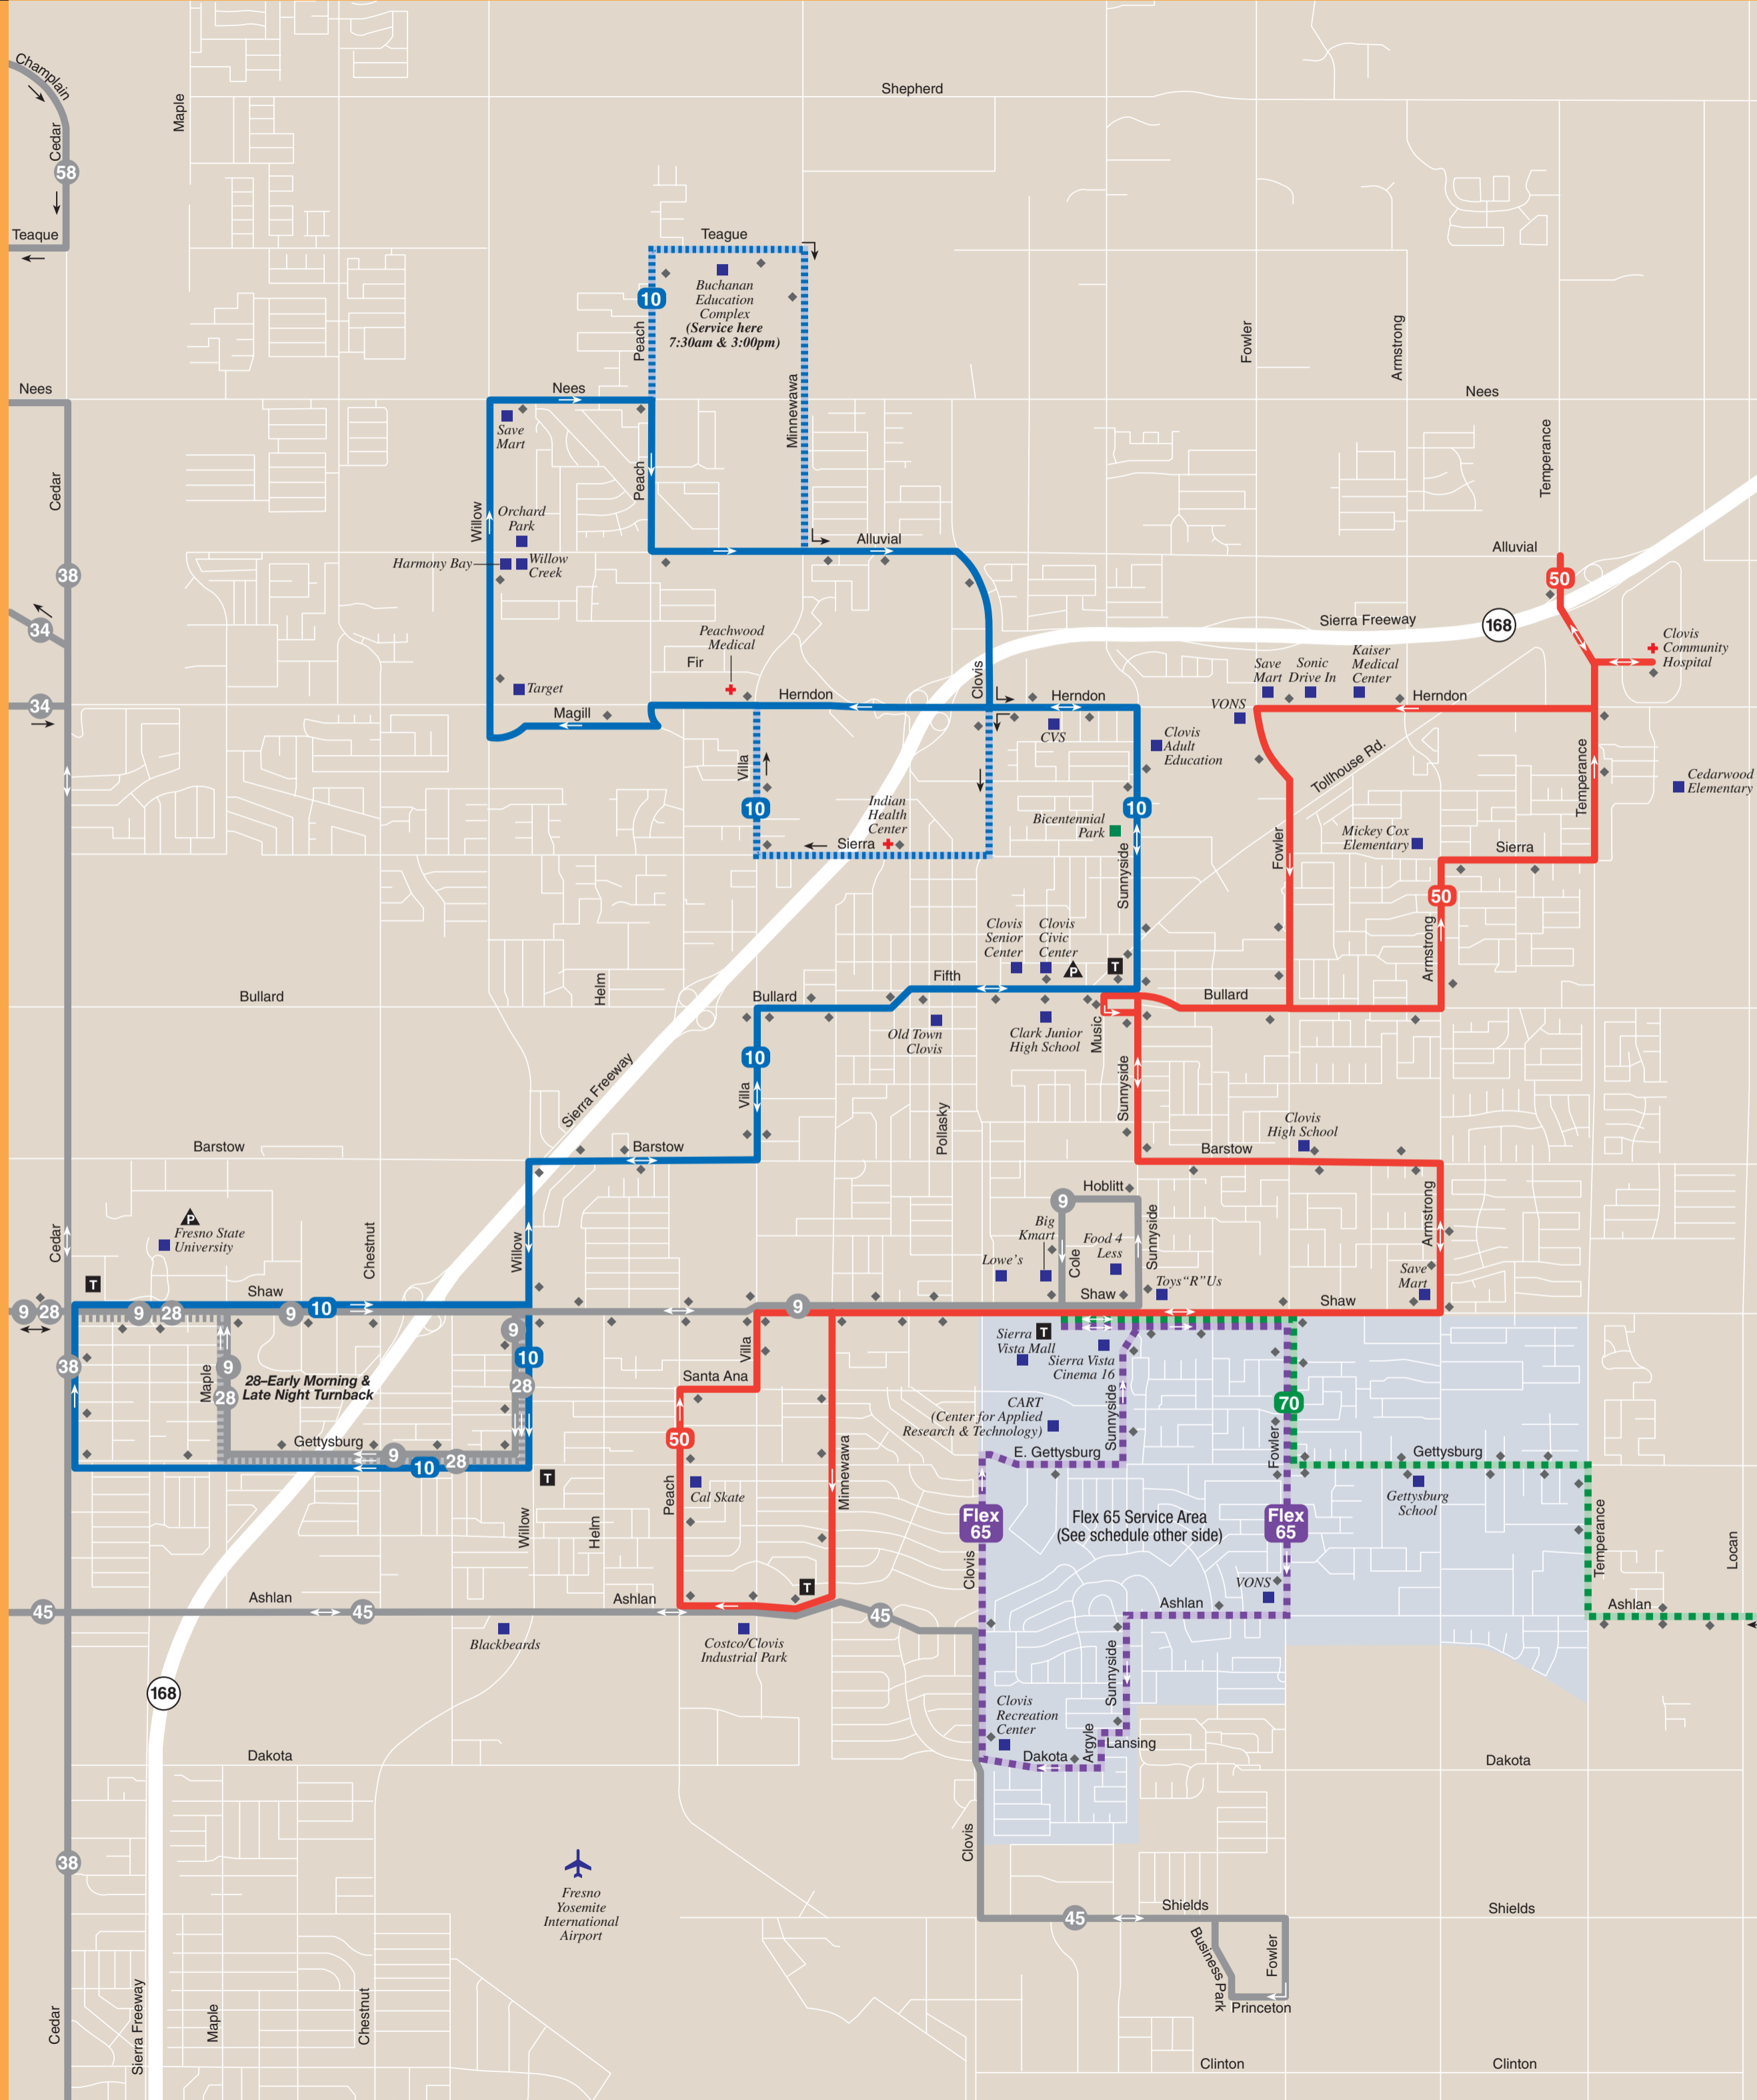 Champlain
Cedar
58
Teaque
Maple
Shepherd
Teague
10
Peach
Buchanan
Education
Complex
(Service here
7:30am & 3:00pm)
Minnewawa
Fowler
Armstrong
Nees
Nees
Nees
Temperance
Save
Mart
Peach
Cedar
Willow
Orchard
Park
Harmony Bay
Willow
Creek
Alluvial
Alluvial
38
50
34
Sierra Freeway
168
Peachwood
Medical
Fir
Clovis
Community
Hospital
Clovis
Save
Mart
Sonic
Drive In
Kaiser
Medical
Center
Target
Herndon
Herndon
Herndon
34
Magill
VONS
CVS
Clovis
Adult
Education
Tollhouse Rd.
Temperance
Cedarwood
Elementary
Villa
10
Indian
Health
Center
Sierra
10
Bicentennial
Park
Sunnyside
Fowler
Mickey Cox
Elementary
Sierra
50
Armstrong
Clovis
Senior
Center
Clovis
Civic
Center
P
T
Fifth
Helm
Bullard
Bullard
Bullard
Old Town
Clovis
Clark Junior
High School
Music
10
Villa
Sierra Freeway
Sunnyside
Pollasky
Clovis
High School
Barstow
Barstow
Barstow
Hoblitt
9
P
Fresno State
University
Cedar
Chestnut
Willow
Big
Kmart
Food 4
Less
Lowe's
Cole
Sunnyside
Armstrong
T
Toys“R”Us
Save
Mart
Shaw
Shaw
Shaw
9
28
9
28
9
10
9
9
Sierra
Vista Mall
T
Sierra Vista
Cinema 16
38
Maple
9
28
28–Early Morning &
Late Night Turnback
10
28
Villa
Santa Ana
70
CART
(Center for Applied
Research & Technology)
Sunnyside
50
Gettysburg
9
28
10
T
E. Gettysburg
Fowler
Gettysburg
Peach
Cal Skate
Minnewawa
Gettysburg
School
Flex
65
Flex 65 Service Area
(See schedule other side)
Flex
65
Willow
Helm
Clovis
Temperance
Locan
VONS
T
Ashlan
Ashlan
Ashlan
Ashlan
45
45
45
Blackbeards
Costco/Clovis
Industrial Park
Sunnyside
168
Clovis
Recreation
Center
Argyle
Lansing
Dakota
Dakota
Dakota
Clovis
38
Fresno
Yosemite
International
Airport
Shields
Shields
45
Business Park
Fowler
Princeton
Cedar
Sierra Freeway
Maple
Chestnut
Clinton
Clinton